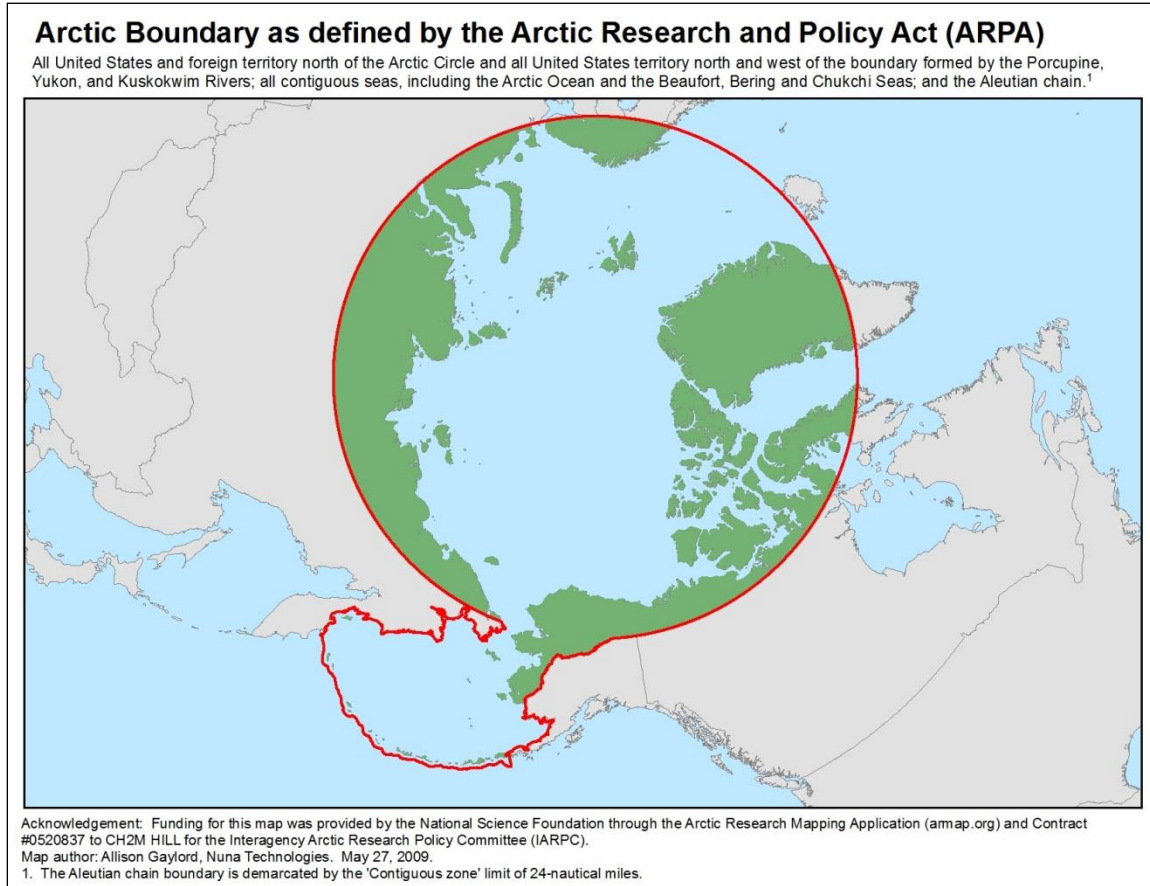 Arctic Boundary as defined by the Arctic Research and Policy Act (ARPA)
All United States and foreign territory north of the Arctic Circle and all United States territory north and west of the boundary formed by the Porcupine,
Yukon, and Kuskokwim Rivers; all contiguous seas, including the Arctic Ocean and the Beaufort, Bering and Chukchi Seas; and the Aleutian chain.¹
Acknowledgement: Funding for this map was provided by the National Science Foundation through the Arctic Research Mapping Application (armap.org) and Contract
#0520837 to CH2M HILL for the Interagency Arctic Research Policy Committee (IARPC).
Map author: Allison Gaylord, Nuna Technologies. May 27, 2009.
1. The Aleutian chain boundary is demarcated by the 'Contiguous zone' limit of 24-nautical miles.